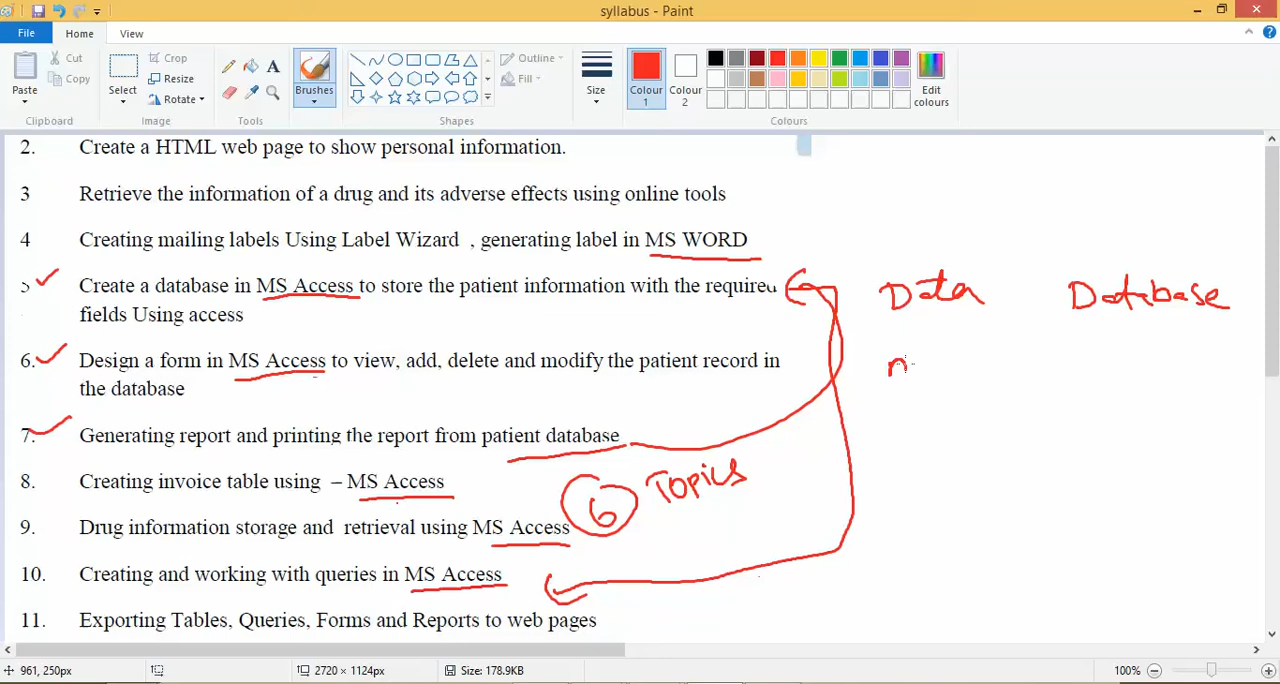 syllabus - Paint
File Home View
Paste Cut Copy
Clipboard
Select Crop Resize Rotate
Image
A
Tools
Brushes
Outline Fill
Shapes
Size
Colour 1
Colour 2
Edit colours
Colours
2. Create a HTML web page to show personal information.
3 Retrieve the information of a drug and its adverse effects using online tools
4 Creating mailing labels Using Label Wizard , generating label in MS WORD
5 Create a database in MS Access to store the patient information with the required
fields Using access
Data Database
6. Design a form in MS Access to view, add, delete and modify the patient record in
the database
n
7. Generating report and printing the report from patient database
8. Creating invoice table using – MS Access
6 TOPICS
9. Drug information storage and retrieval using MS Access
10. Creating and working with queries in MS Access
11. Exporting Tables, Queries, Forms and Reports to web pages
961, 250px 2720 × 1124px Size: 178.9KB 100%